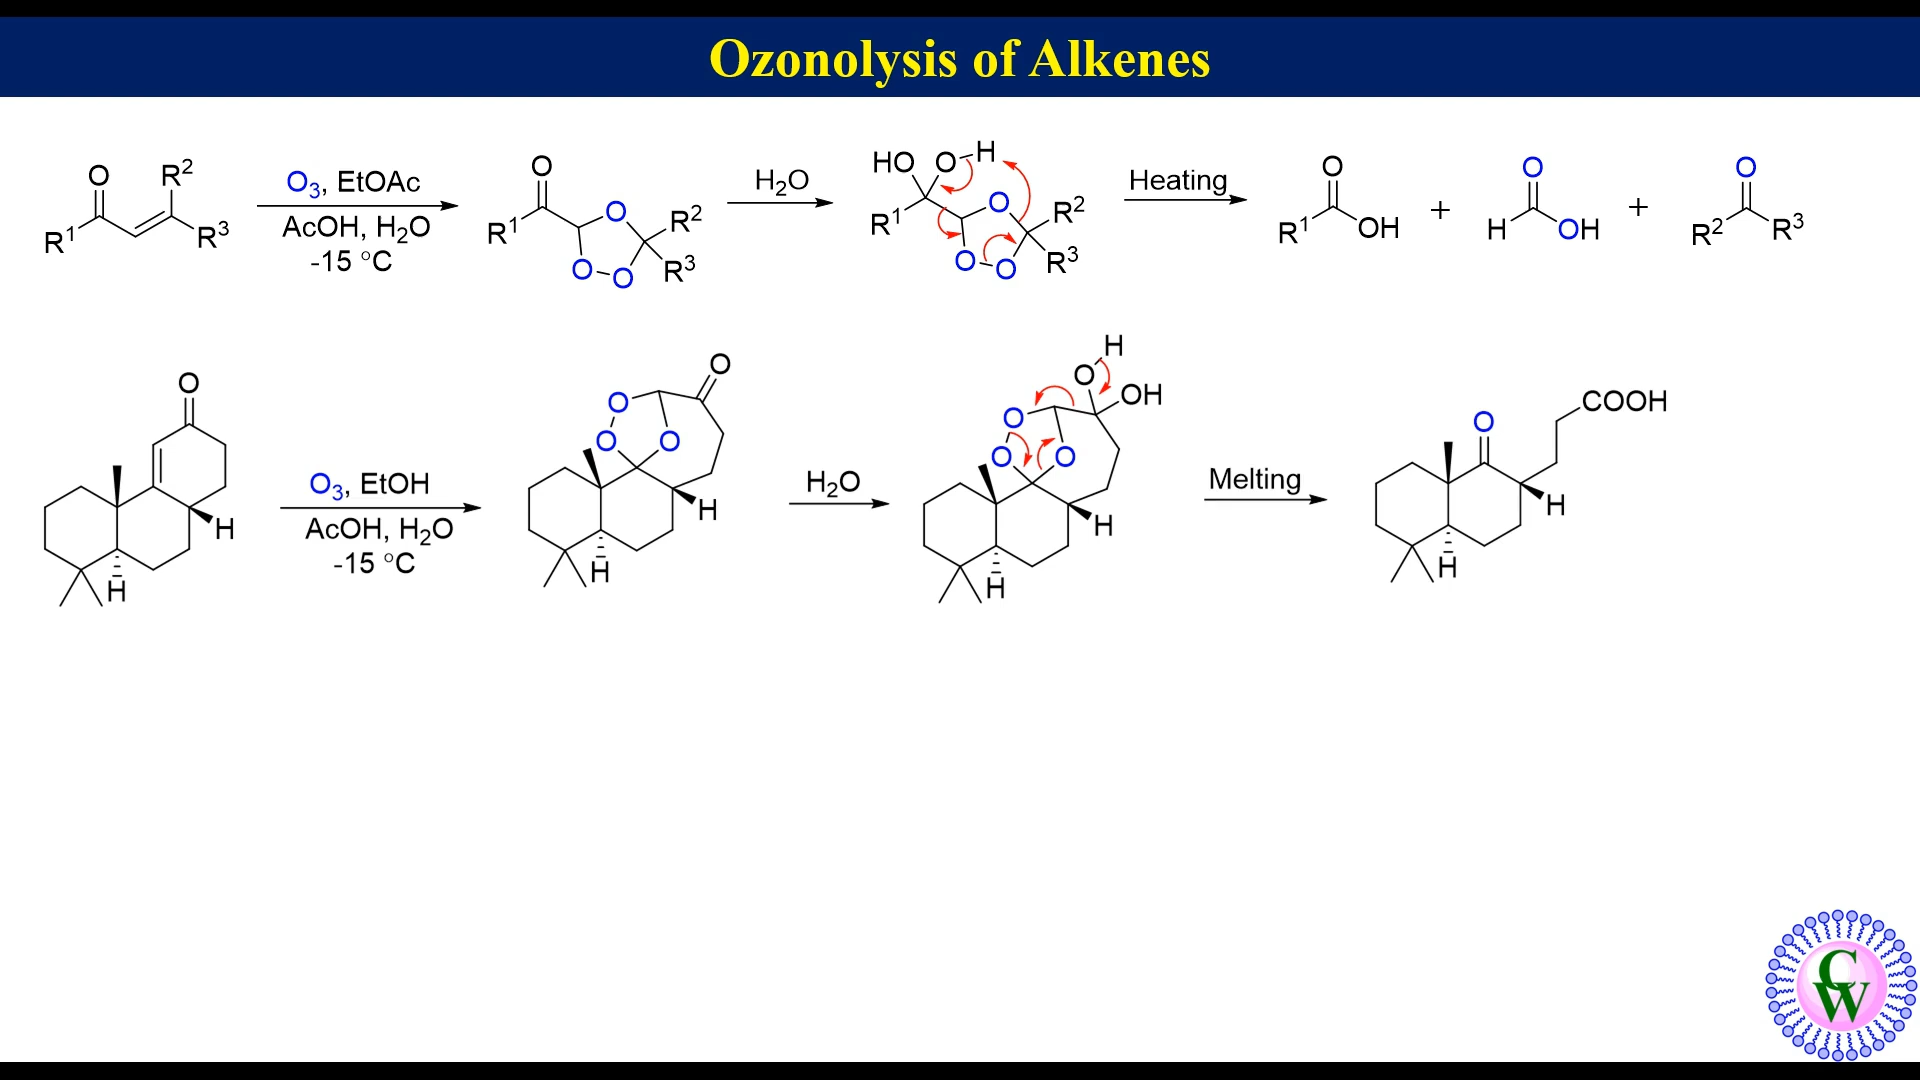 Ozonolysis of Alkenes
O
R²
R¹
R³
O₃, EtOAc
AcOH, H₂O
-15 °C
O
R¹
O
R²
O
O
R³
H₂O
HO
O
H
R¹
O
R²
O
O
R³
Heating
O
R¹
OH
+
O
H
OH
+
O
R²
R³
O
H
H
O₃, EtOH
AcOH, H₂O
-15 °C
O
O
O
O
H
H
H₂O
H
O
OH
O
O
O
H
H
Melting
COOH
O
H
H
CW